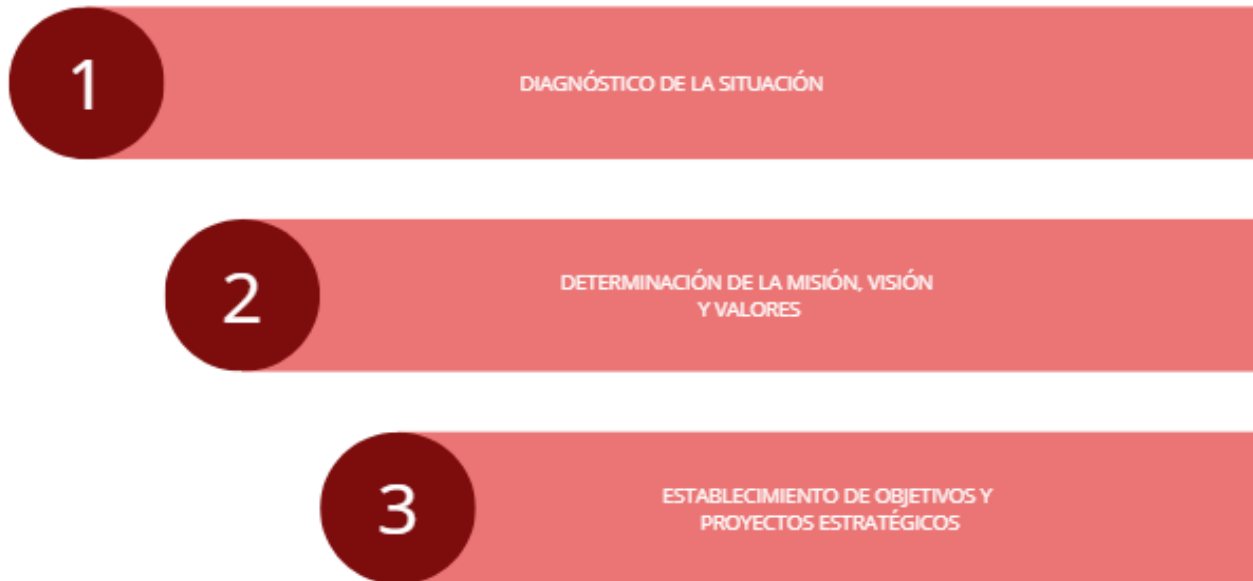 1
DIAGNÓSTICO DE LA SITUACIÓN
2
DETERMINACIÓN DE LA MISIÓN, VISIÓN
Y VALORES
3
ESTABLECIMIENTO DE OBJETIVOS Y
PROYECTOS ESTRATÉGICOS